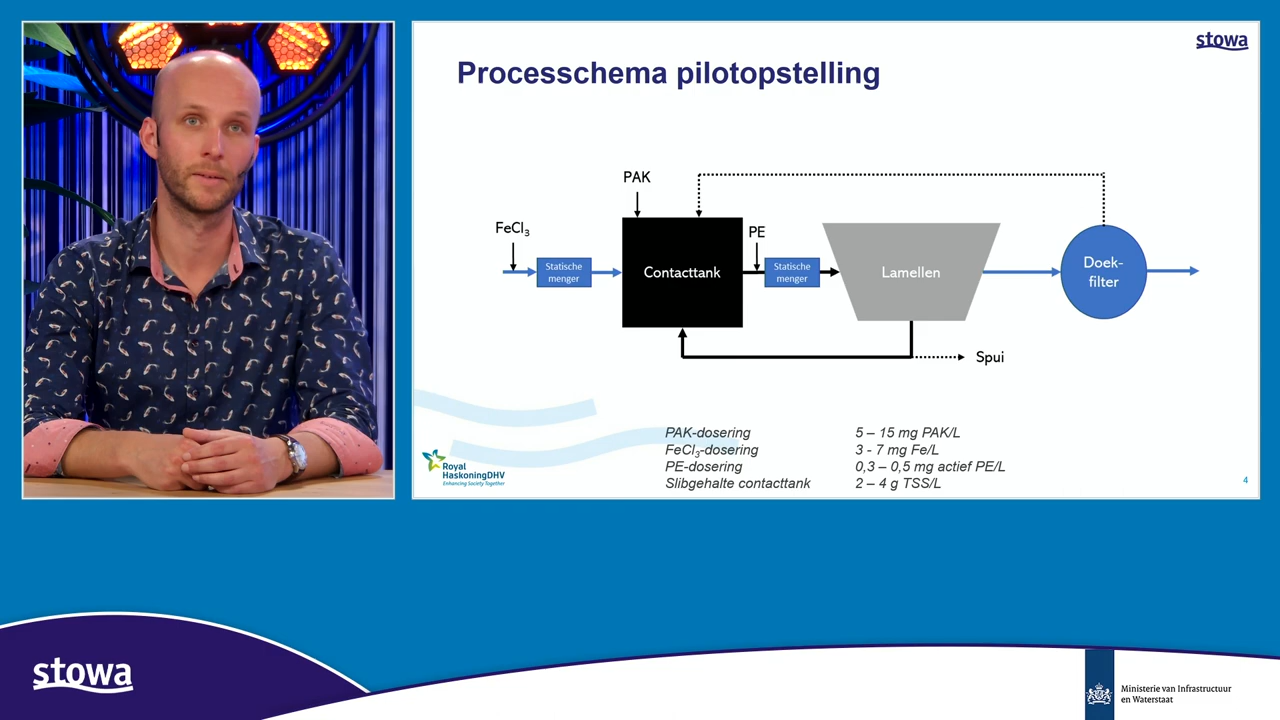 stowa
Processchema pilotopstelling
PAK
FeCl₃
PE
Statische
menger
Contacttank
Statische
menger
Lamellen
Doek-
filter
Spui
PAK-dosering 5 – 15 mg PAK/L
FeCl₃-dosering 3 - 7 mg Fe/L
PE-dosering 0,3 – 0,5 mg actief PE/L
Slibgehalte contacttank 2 – 4 g TSS/L
Royal
HaskoningDHV
Enhancing Society Together
4
stowa
Ministerie van Infrastructuur
en Waterstaat